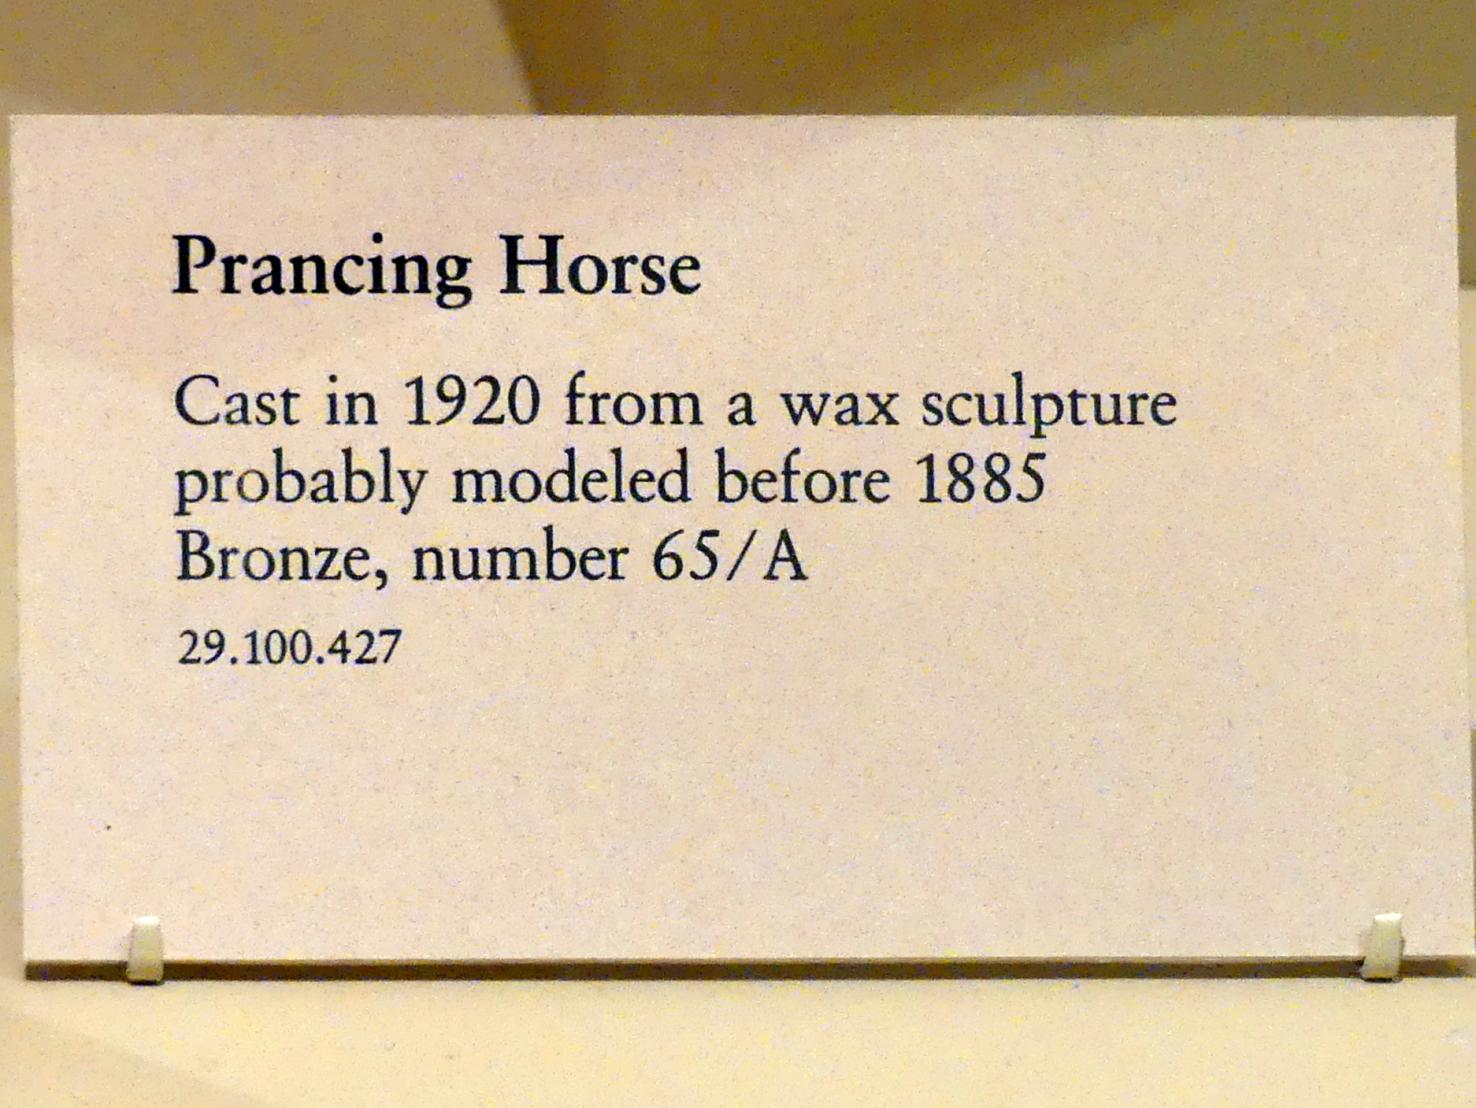 Prancing Horse
Cast in 1920 from a wax sculpture
probably modeled before 1885
Bronze, number 65/A
29.100.427